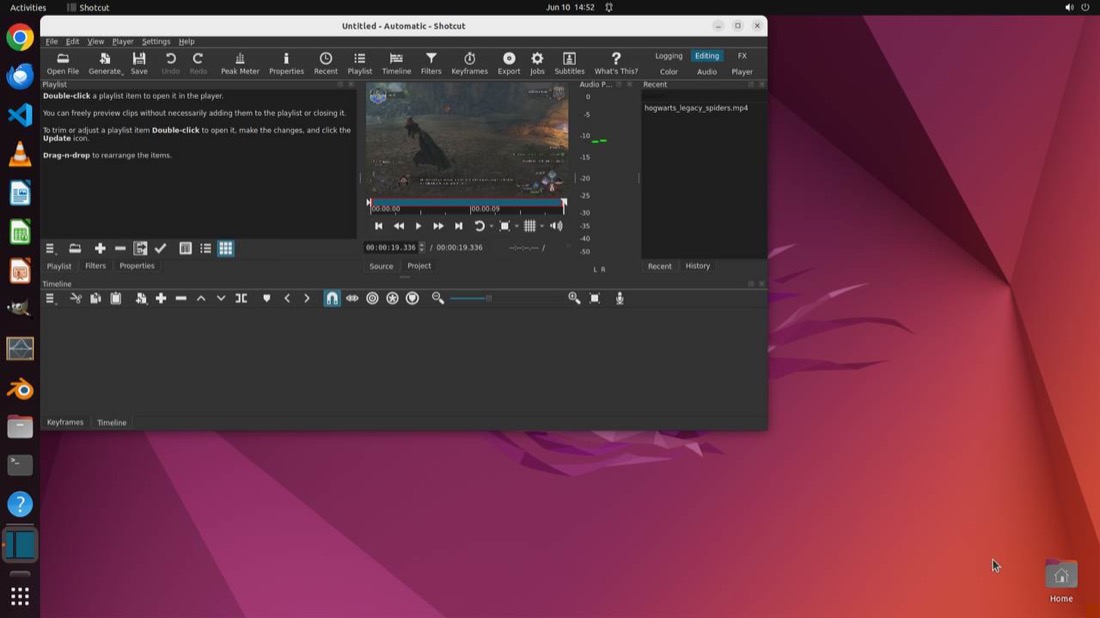 Activities
Shotcut
Jun 10 14:52
Untitled - Automatic - Shotcut
File Edit View Player Settings Help
Open File
Generate
Save
Undo
Redo
Peak Meter
Properties
Recent
Playlist
Timeline
Filters
Keyframes
Export
Jobs
Subtitles
What's This?
Logging
Editing
FX
Color
Audio
Player
Playlist
Double-click a playlist item to open it in the player.
You can freely preview clips without necessarily adding them to the playlist or closing it.
To trim or adjust a playlist item Double-click to open it, make the changes, and click the
Update icon.
Drag-n-drop to rearrange the items.
Playlist
Filters
Properties
00:00:00
00:00:09
00:00:19.336 / 00:00:19.336
--:--:--.--- /
Source
Project
Audio P...
0
-5
-10
-15
-20
-25
-30
-35
-40
-50
L R
Recent
hogwarts_legacy_spiders.mp4
Recent
History
Timeline
Keyframes
Timeline
Home